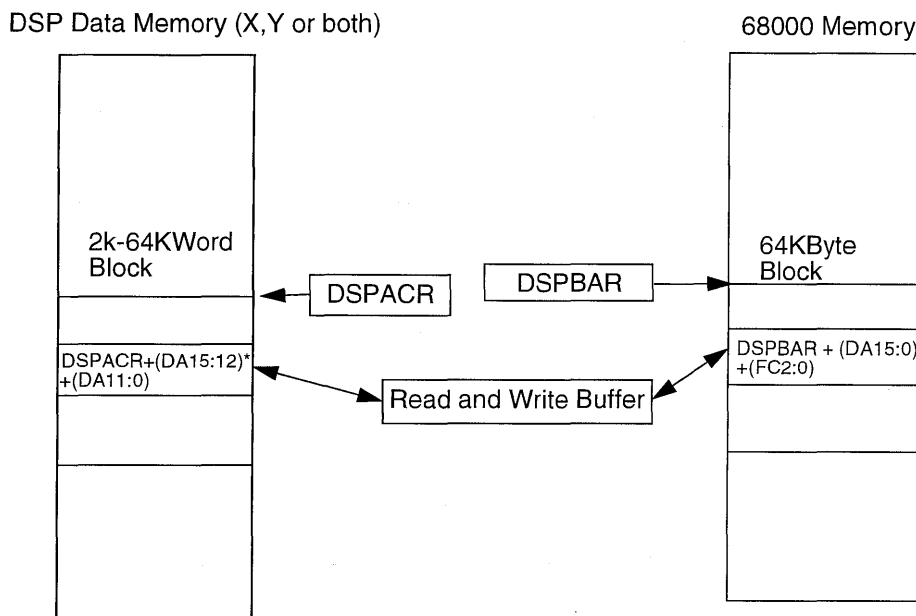 DSP Data Memory (X,Y or both)
68000 Memory
2k-64KWord
Block
64KByte
Block
DSPACR
DSPBAR
DSPACR+(DA15:12)*
+(DA11:0)
DSPBAR + (DA15:0)
+(FC2:0)
Read and Write Buffer